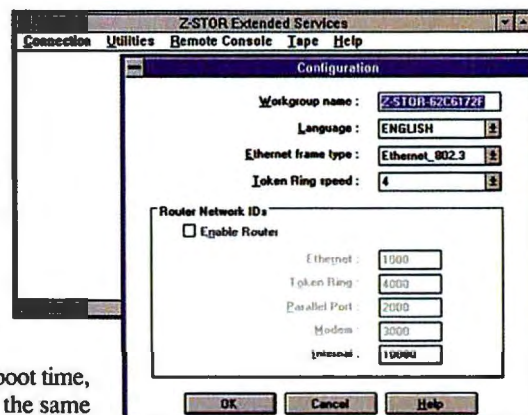 Z-STOR Extended Services
Connection Utilities Remote Console Tape Help
Configuration
Workgroup name : Z-STOR-62C6172F
Language : ENGLISH
Ethernet frame type : Ethernet_802.3
Token Ring speed : 4
Router Network IDs
Enable Router
Ethernet : 1000
Token Ring : 4000
Parallel Port : 2000
Modem : 3000
Internal : 10000
OK Cancel Help
boot time,
the same